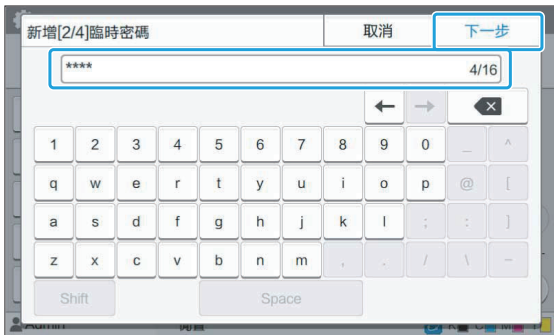 新增[2/4]臨時密碼 取消 下一步
**** 4/16
← →
1 2 3 4 5 6 7 8 9 0 _ ^
q w e r t y u i o p @ [
a s d f g h j k l ; : ]
z x c v b n m , . / \ -
Shift Space
Admin